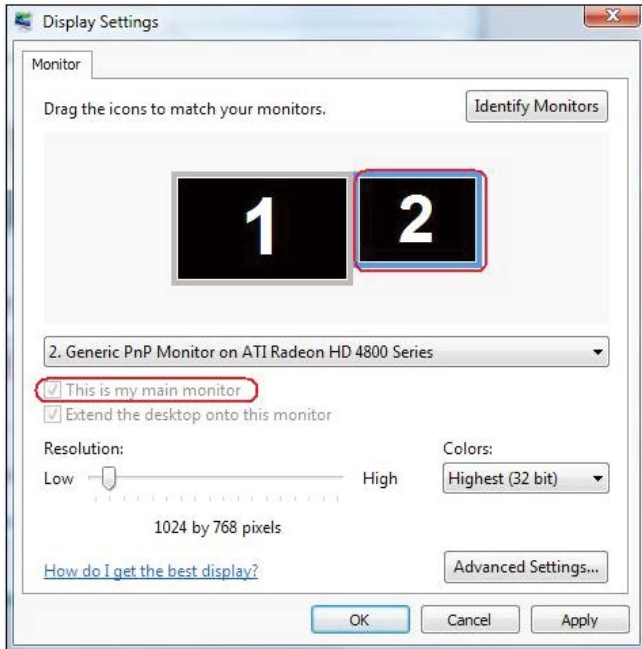 Display Settings
Monitor
Drag the icons to match your monitors.
Identify Monitors
1
2
2. Generic PnP Monitor on ATI Radeon HD 4800 Series
This is my main monitor
Extend the desktop onto this monitor
Resolution:
Colors:
Low
High
Highest (32 bit)
1024 by 768 pixels
How do I get the best display?
Advanced Settings...
OK
Cancel
Apply